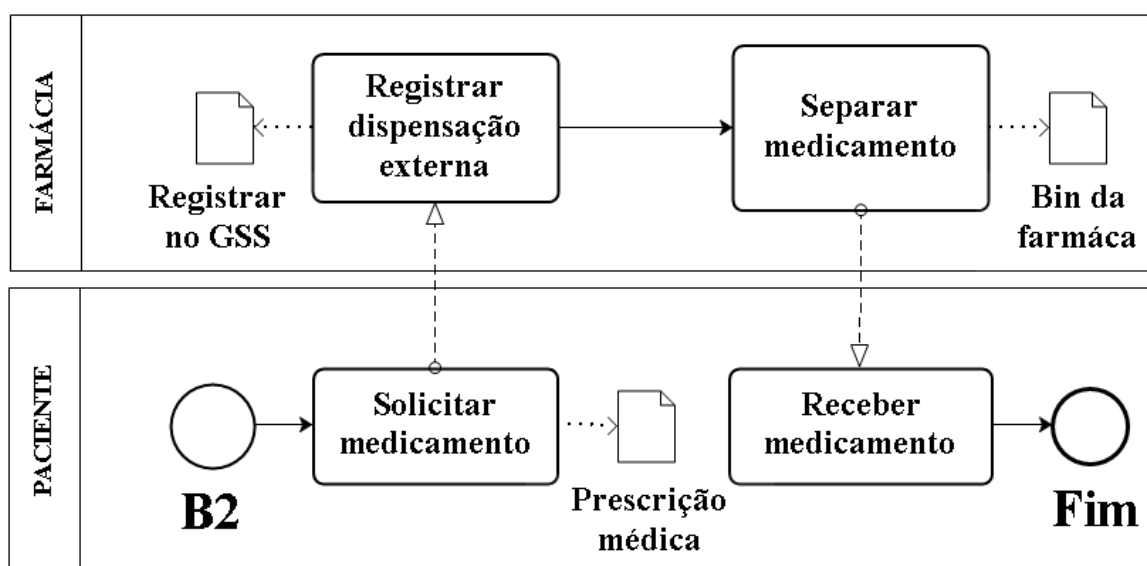 FARMÁCIA
Registrar
dispensação
externa
Separar
medicamento
Registrar
no GSS
Bin da
farmáca
PACIENTE
Solicitar
medicamento
Receber
medicamento
B2
Prescrição
médica
Fim